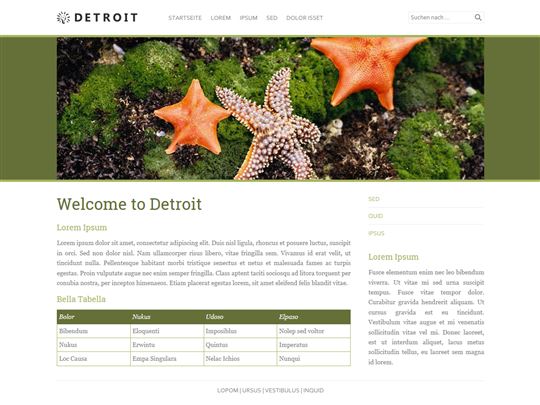 DETROIT
STARTSEITE LOREM IPSUM SED DOLOR ISSET
Suchen nach ...
Welcome to Detroit
Lorem Ipsum
Lorem ipsum dolor sit amet, consectetur adipiscing elit. Duis nisl ligula, rhoncus et posuere luctus, suscipit
in orci. Sed non dolor nisl. Nam ullamcorper risus libero, vitae fringilla sem. Vivamus id erat velit, ut
tincidunt nulla. Pellentesque habitant morbi tristique senectus et netus et malesuada fames ac turpis
egestas. Proin vulputate augue nec enim semper fringilla. Class aptent taciti sociosqu ad litora torquent per
conubia nostra, per inceptos himenaeos. Etiam placerat egestas lorem, sit amet eleifend felis blandit vitae.
Bella Tabella
Bolor Nukus Udoso Elpaso
Bibendum Eloquenti Imposiblus Nolep sed voltor
Nukus Erwintu Quintus Imperatus
Loc Causa Empa Singulara Nelac Ichios Nunqui
SED
QUID
IPSUS
Lorem Ipsum
Fusce elementum enim nec leo bibendum
viverra. Ut vitae mi sed urna suscipit
tempus. Fusce vitae tempor dolor.
Curabitur gravida hendrerit aliquam. Ut
cursus gravida est eu tincidunt.
Vestibulum vitae augue et mi venenatis
sollicitudin vitae vel mi. Donec laoreet,
est ut interdum aliquet, lacus metus
sollicitudin tellus, eu laoreet sem magna
id lorem.
LOPOM | URSUS | VESTIBULUS | INQUID